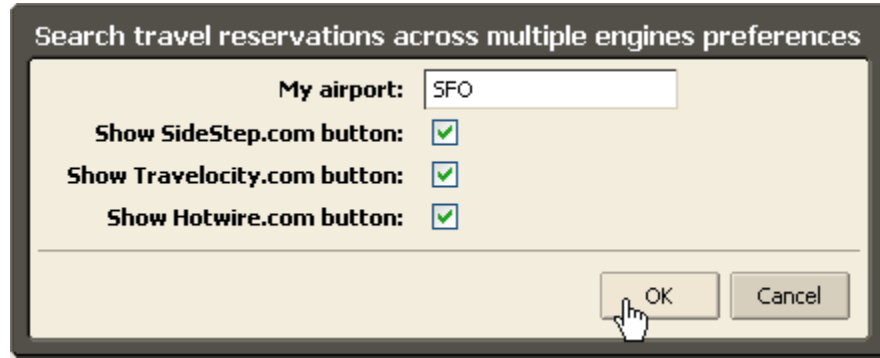 Search travel reservations across multiple engines preferences
My airport: SFO
Show SideStep.com button:
Show Travelocity.com button:
Show Hotwire.com button:
OK Cancel